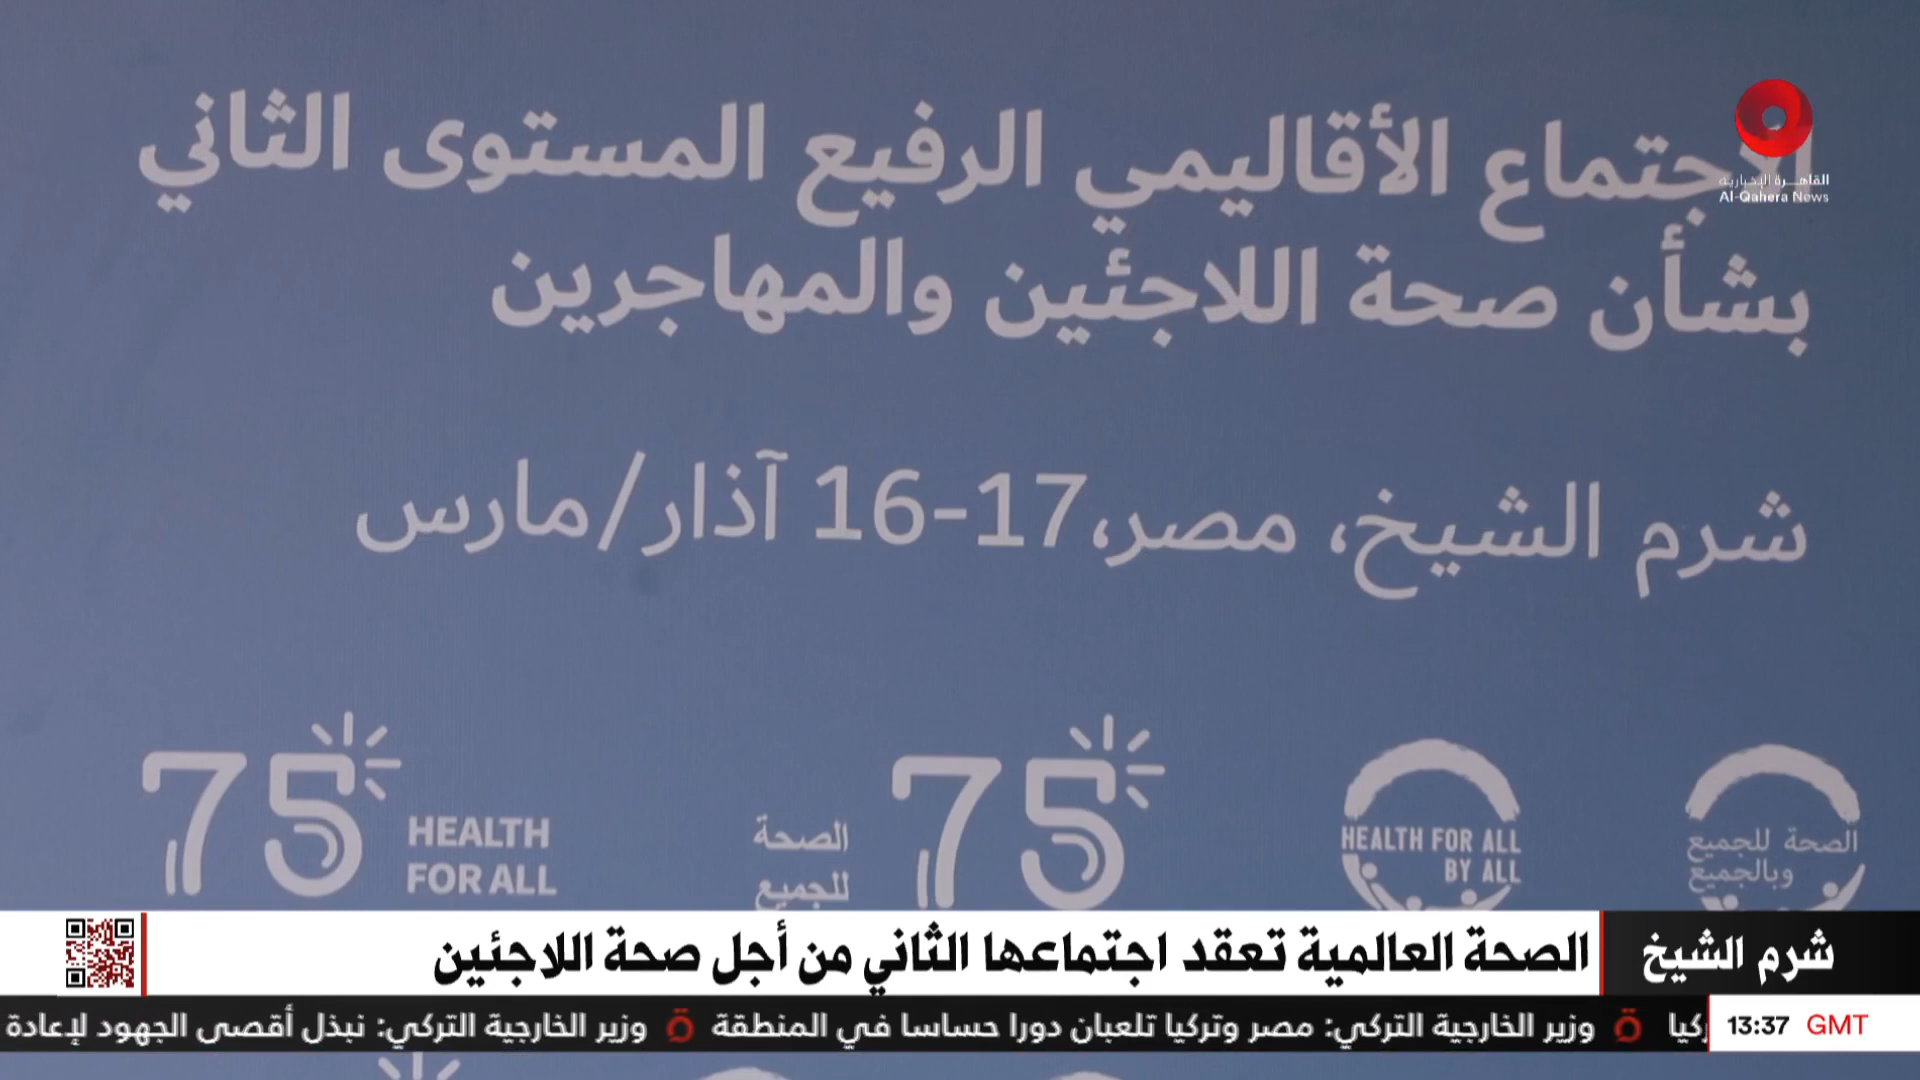 الاجتماع الأقاليمي الرفيع المستوى الثاني
بشأن صحة اللاجئين والمهاجرين
شرم الشيخ، مصر،17-16 آذار/مارس
القاهرة الإخبارية
Al-Qahera News
75 HEALTH
FOR ALL
75 الصحة
للجميع
HEALTH FOR ALL
BY ALL
الصحة للجميع
وبالجميع
شرم الشيخ
الصحة العالمية تعقد اجتماعها الثاني من أجل صحة اللاجئين
13:37 GMT
وزير الخارجية التركي: مصر وتركيا تلعبان دورا حساسا في المنطقة وزير الخارجية التركي: نبذل أقصى الجهود لإعادة